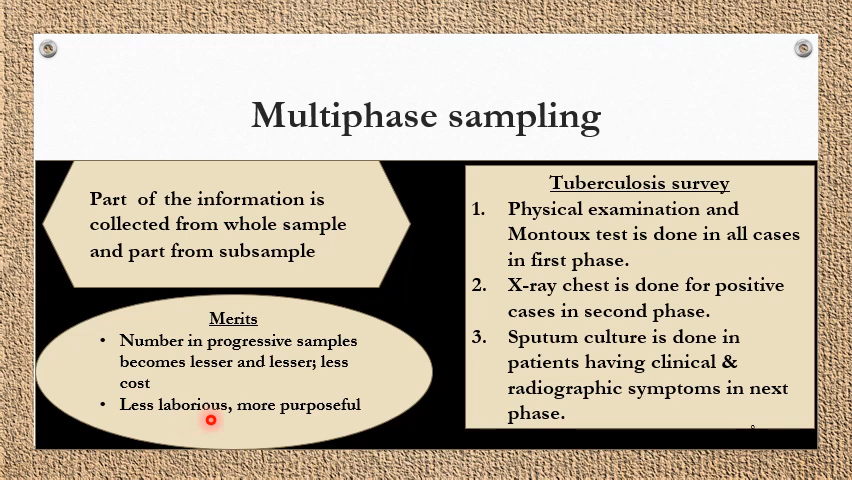 Multiphase sampling
Part of the information is
collected from whole sample
and part from subsample
Merits
• Number in progressive samples
becomes lesser and lesser; less
cost
• Less laborious, more purposeful
Tuberculosis survey
1. Physical examination and
Montoux test is done in all cases
in first phase.
2. X-ray chest is done for positive
cases in second phase.
3. Sputum culture is done in
patients having clinical &
radiographic symptoms in next
phase.